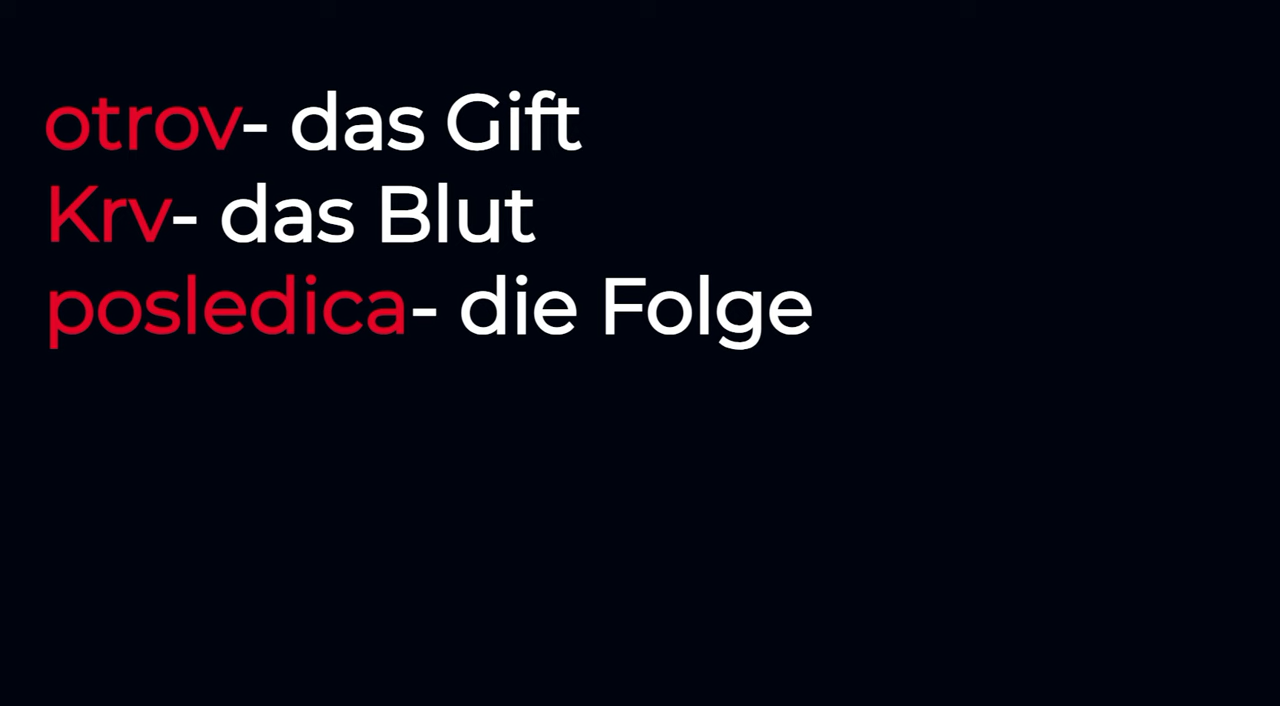 otrov- das Gift
Krv- das Blut
posledica- die Folge